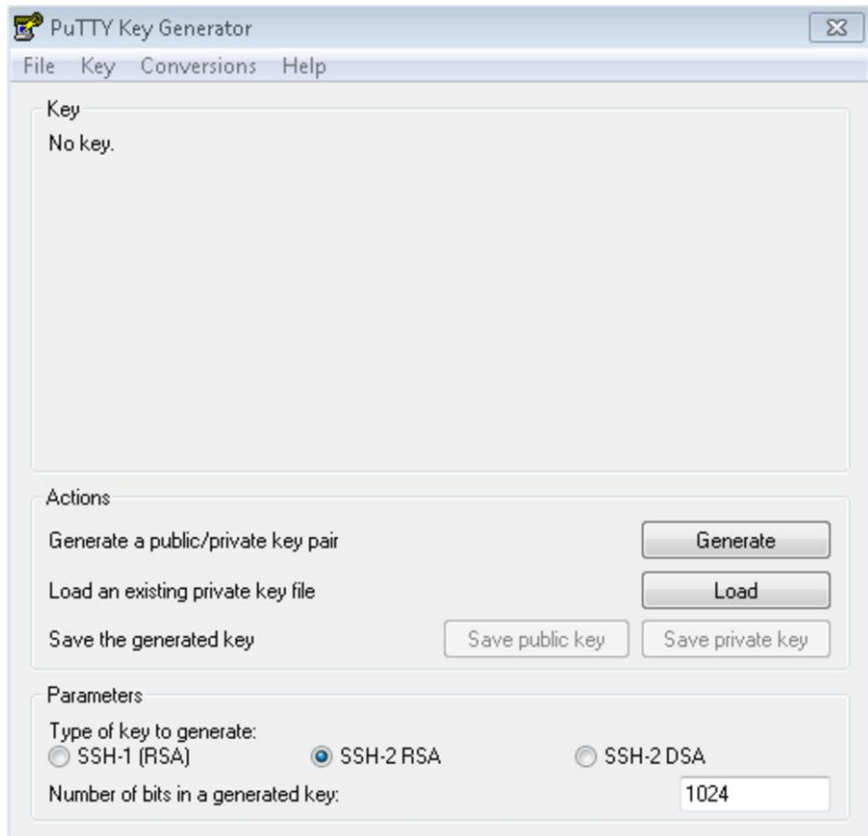 PuTTY Key Generator
File Key Conversions Help
Key
No key.
Actions
Generate a public/private key pair Generate
Load an existing private key file Load
Save the generated key Save public key Save private key
Parameters
Type of key to generate:
SSH-1 (RSA) SSH-2 RSA SSH-2 DSA
Number of bits in a generated key: 1024